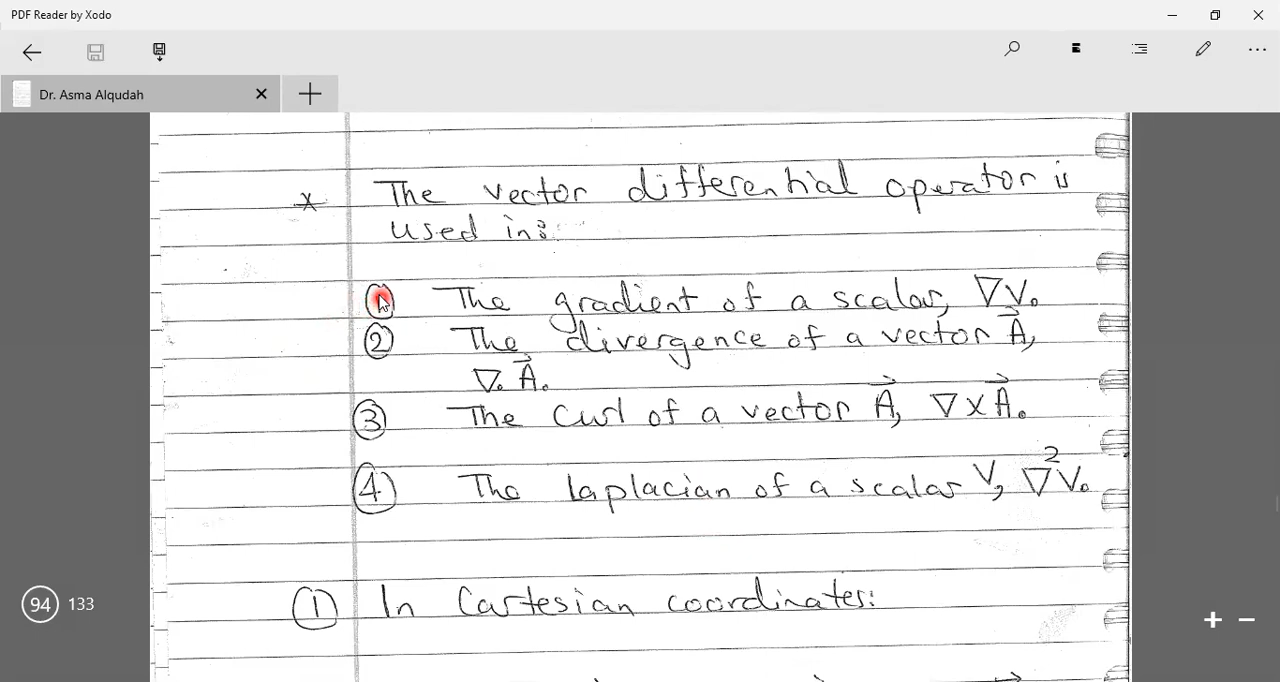 PDF Reader by Xodo
Dr. Asma Alqudah
* The vector differential operator is
used in:
① The gradient of a scalar, ∇V.
② The divergence of a vector A⃗,
∇. A⃗.
③ The Curl of a vector A⃗, ∇×A⃗.
④ The laplacian of a scalar V, ∇²V.
① In Cartesian coordinates:
94 133